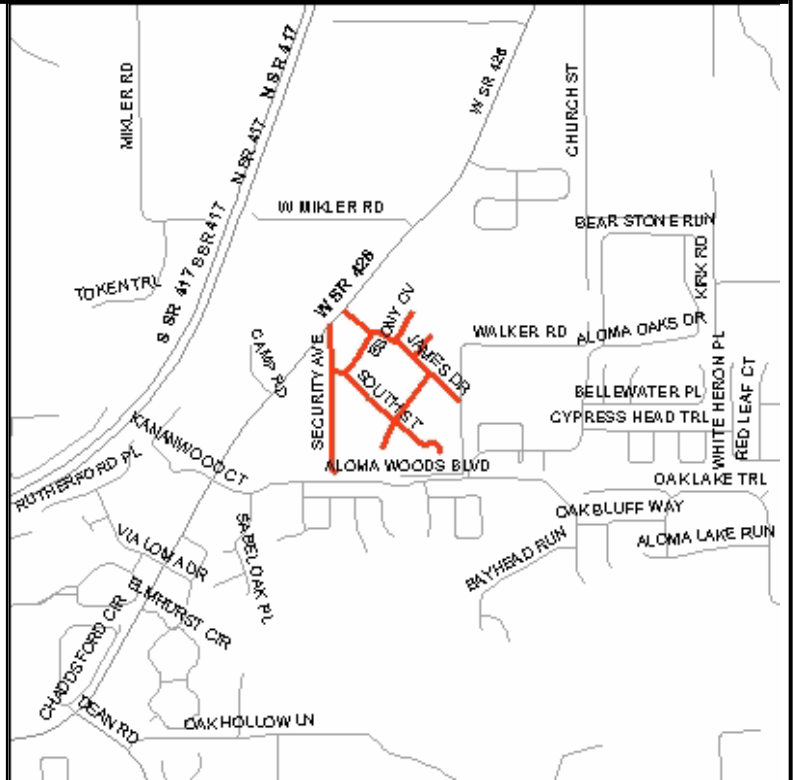 N SR 417
MIKLER RD
W SR 426
CHURCH ST
N SR 417
W MIKLER RD
S SR 417
BEAR STONE RUN
KIRK RD
TOKEN TRL
S SR 417
W SR 426
EBONY CV
WALKER RD
ALOMA OAKS DR
CAMP RD
SECURITY AVE
JAMES DR
SOUTH ST
WHITE HERON PL
RED LEAF CT
BELLEWATER PL
CYPRESS HEAD TRL
KANANWOOD CT
RUTHERFORD PL
ALOMA WOODS BLVD
OAK LAKE TRL
OAK BLUFF WAY
SABEL OAK PL
VIA LOMA DR
BAYHEAD RUN
ALOMA LAKE RUN
ELMHURST CIR
CHADDSFORD CIR
DEAN RD
OAK HOLLOW LN